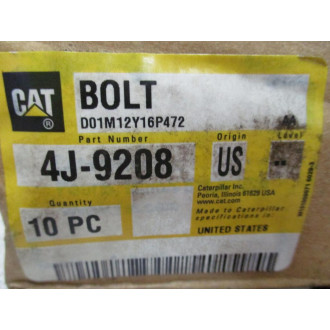 CAT
®
BOLT
D01M12Y16P472
Part Number
Origin
Level
4J-9208
US
Quantity
10 PC
Caterpillar Inc.
Peoria, Illinois 61629 USA
www.cat.com
Made to Caterpillar
specifications in:
UNITED STATES